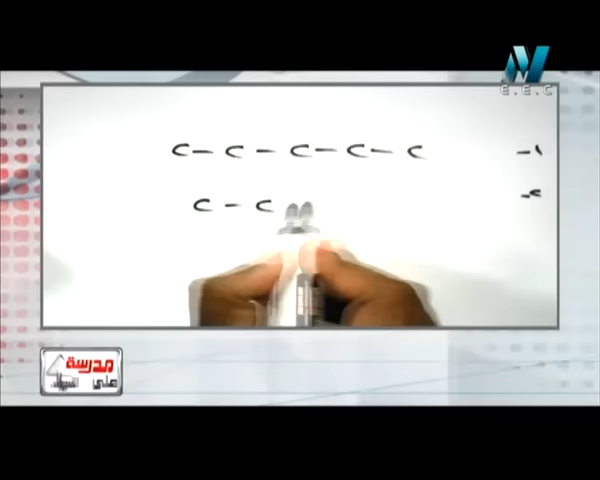 E.E.C
C - C - C - C - C -١
C - C -٢
مدرسة
على الهواء